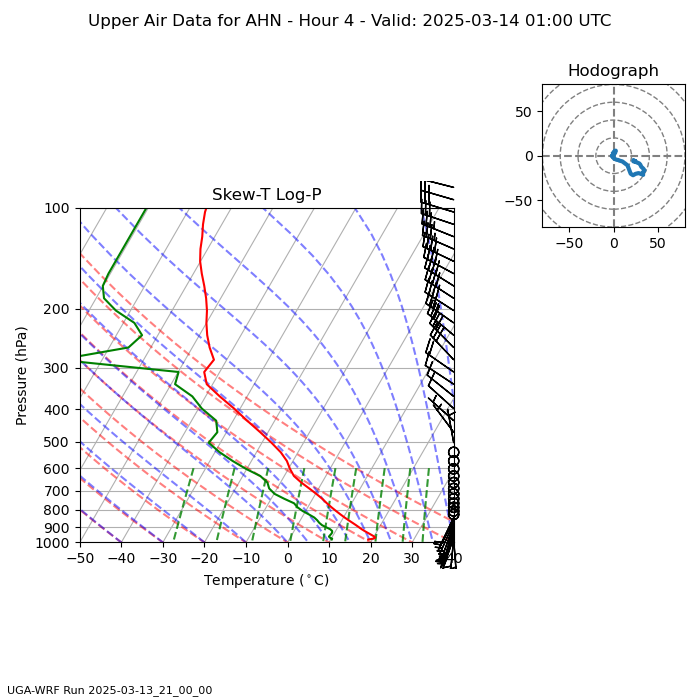 Upper Air Data for AHN - Hour 4 - Valid: 2025-03-14 01:00 UTC
Hodograph
50
0
−50
−50 0 50
Skew-T Log-P
100
200
300
400
500
600
700
800
900
1000
Pressure (hPa)
−50 −40 −30 −20 −10 0 10 20 30 40
Temperature (°C)
UGA-WRF Run 2025-03-13_21_00_00